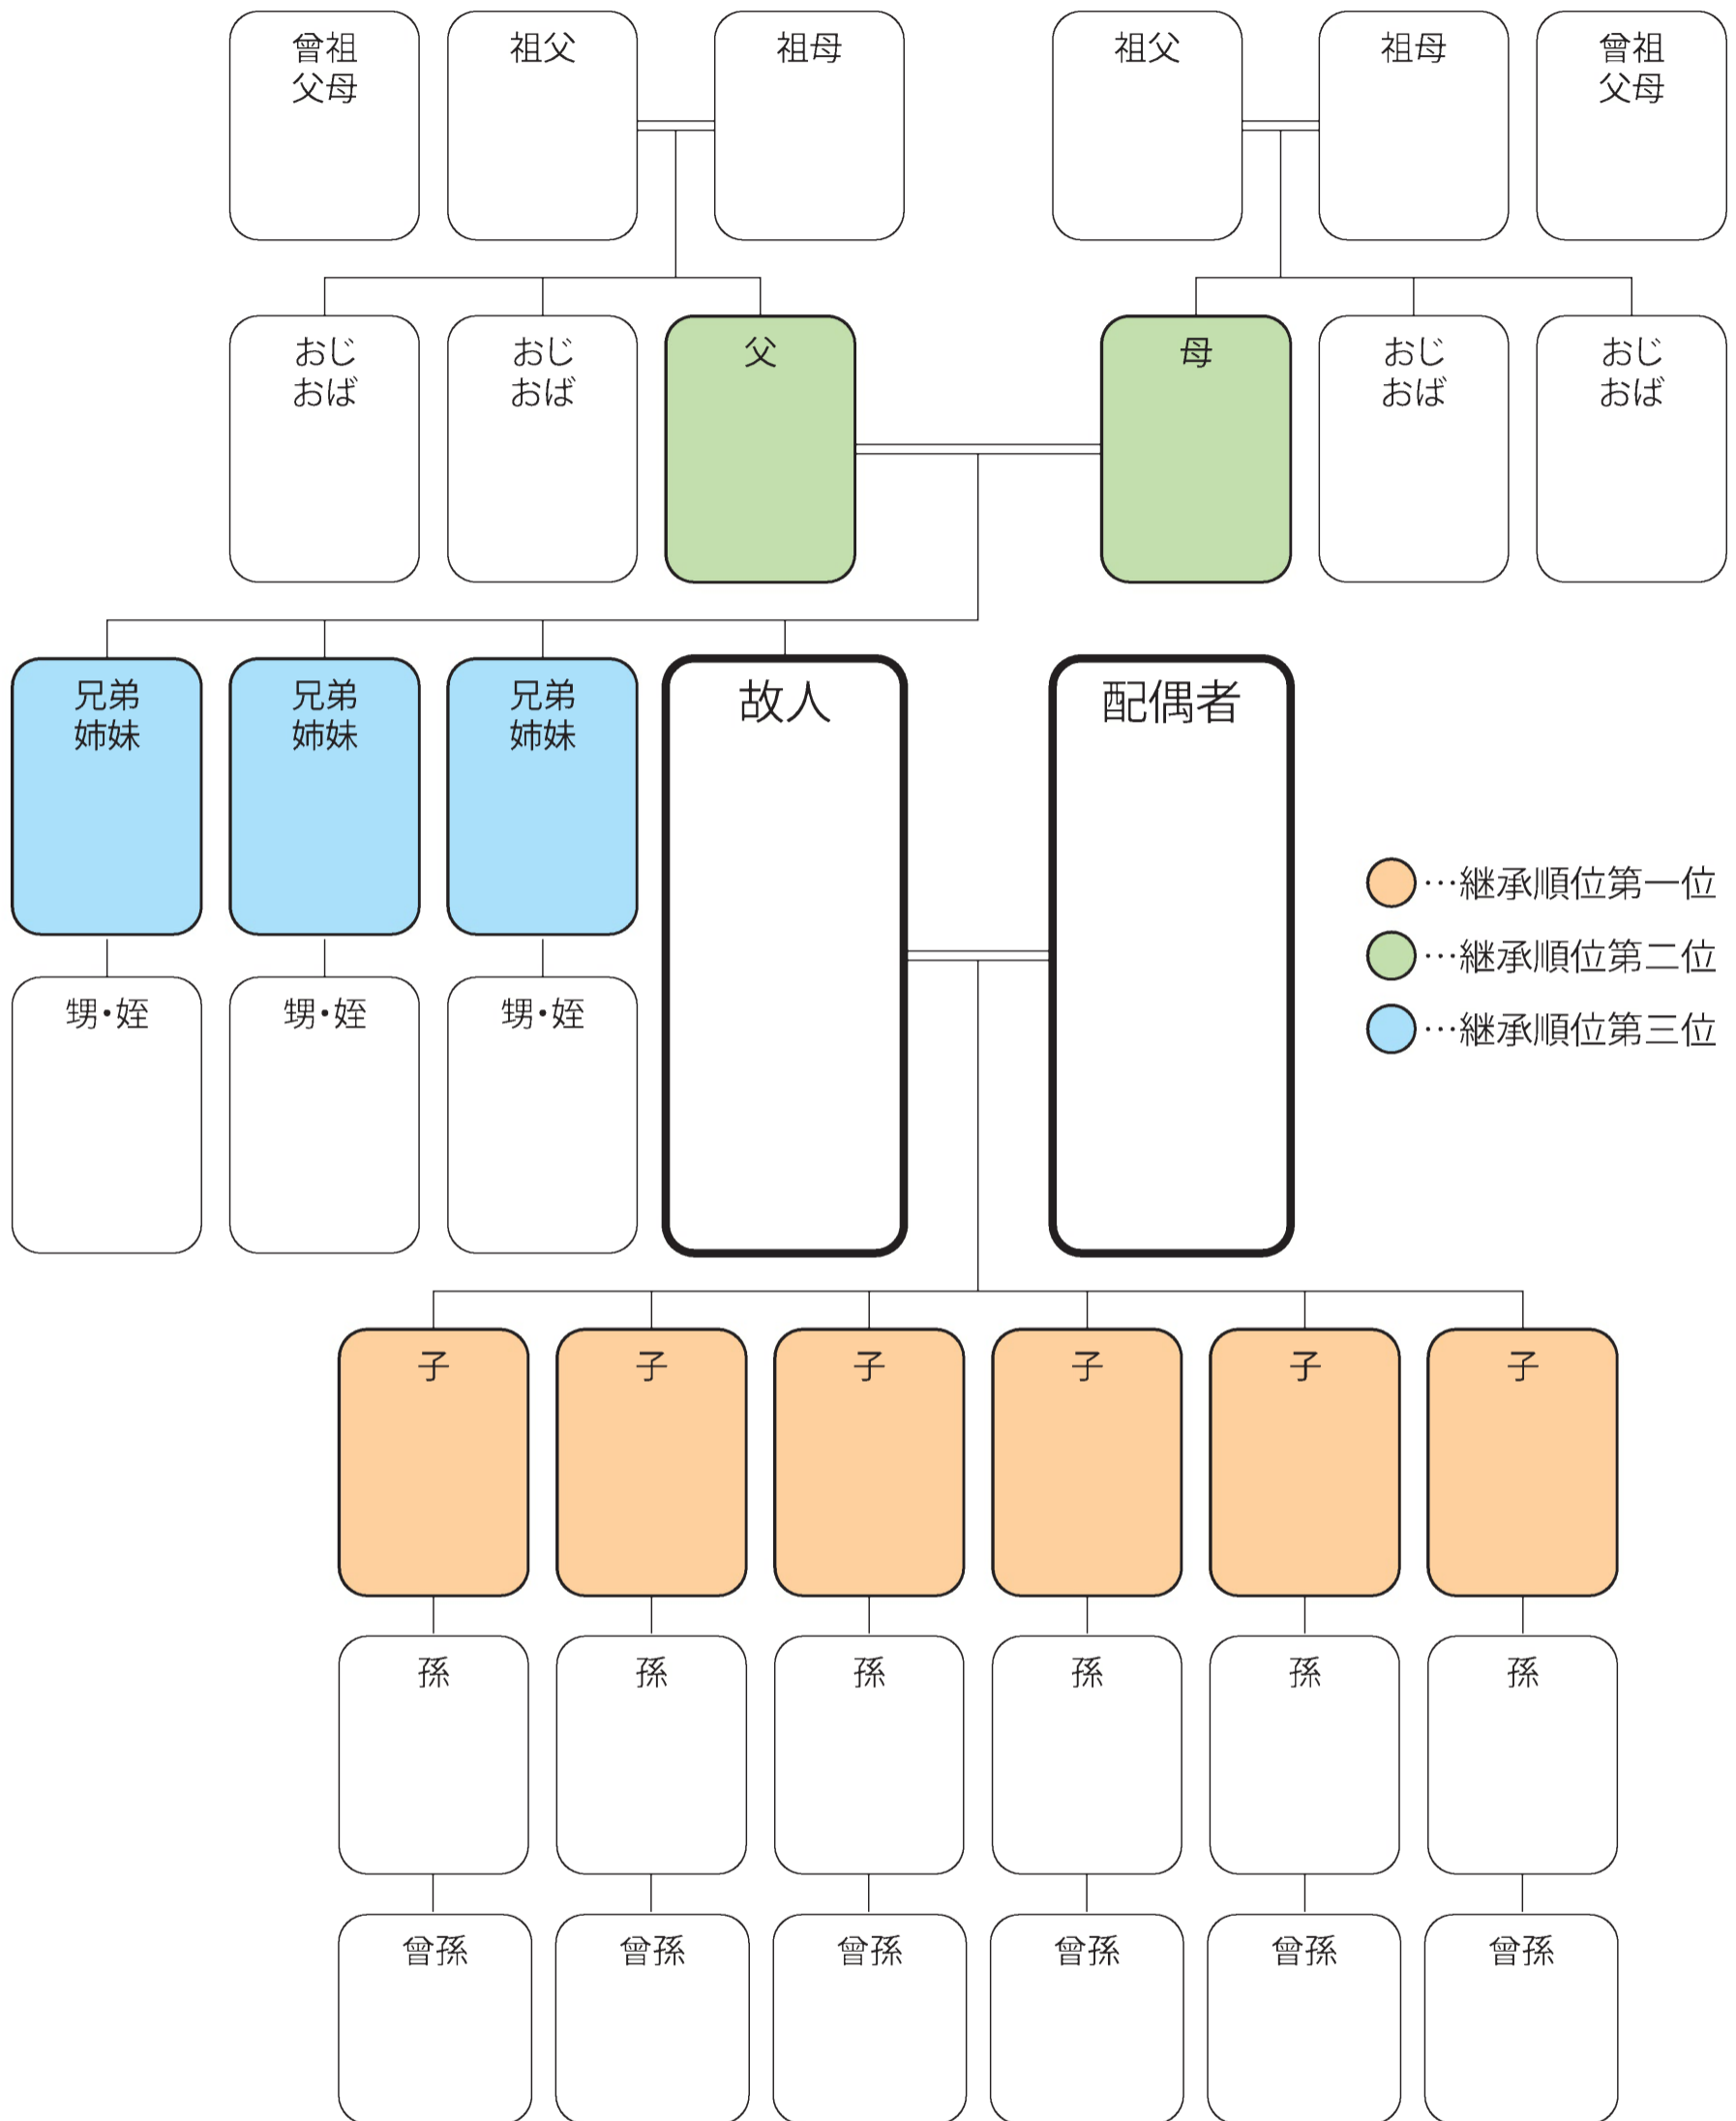 曾祖
父母
祖父
祖母
祖父
祖母
曾祖
父母
おじ
おば
おじ
おば
父
母
おじ
おば
おじ
おば
兄弟
姉妹
兄弟
姉妹
兄弟
姉妹
故人
配偶者
…継承順位第一位
…継承順位第二位
…継承順位第三位
甥・姪
甥・姪
甥・姪
子
子
子
子
子
子
孫
孫
孫
孫
孫
孫
曾孫
曾孫
曾孫
曾孫
曾孫
曾孫